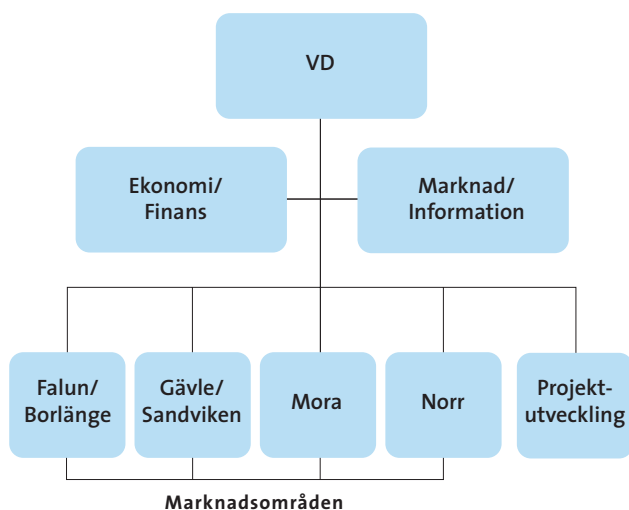 VD
Ekonomi/
Finans
Marknad/
Information
Falun/
Borlänge
Gävle/
Sandviken
Mora
Norr
Projekt-
utveckling
Marknadsområden